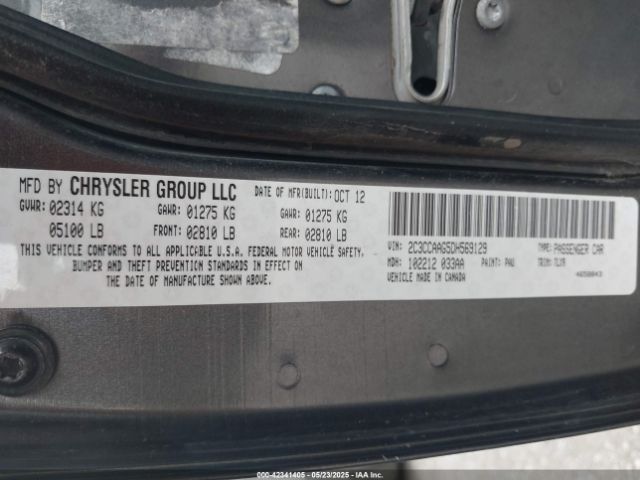 MFD BY CHRYSLER GROUP LLC DATE OF MFR(BUILT): OCT 12
GVWR: 02314 KG GAWR: 01275 KG GAWR: 01275 KG
05100 LB FRONT: 02810 LB REAR: 02810 LB
THIS VEHICLE CONFORMS TO ALL APPLICABLE U.S.A. FEDERAL MOTOR VEHICLE SAFETY,
BUMPER AND THEFT PREVENTION STANDARDS IN EFFECT ON
THE DATE OF MANUFACTURE SHOWN ABOVE.
VIN: 2C3CCAAG5DH569129 TYPE: PASSENGER CAR
MDH: 102212 033AA PAINT: PAU TRIM:
VEHICLE MADE IN CANADA
00-42341405 - 05/23/2025 - IAA, Inc.